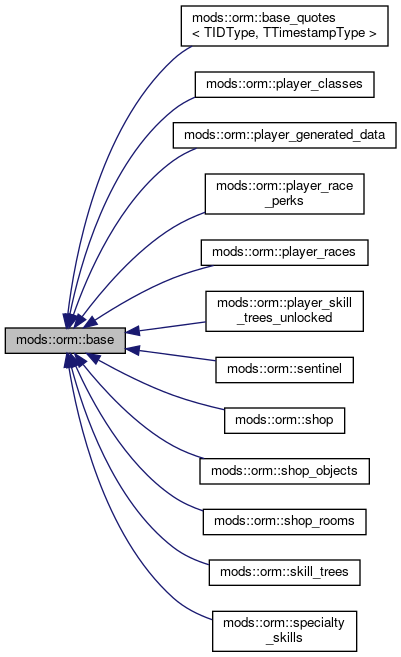 mods::orm::base_quotes
< TIDType, TTimestampType >
mods::orm::player_classes
mods::orm::player_generated_data
mods::orm::player_race
_perks
mods::orm::player_races
mods::orm::player_skill
_trees_unlocked
mods::orm::base
mods::orm::sentinel
mods::orm::shop
mods::orm::shop_objects
mods::orm::shop_rooms
mods::orm::skill_trees
mods::orm::specialty
_skills